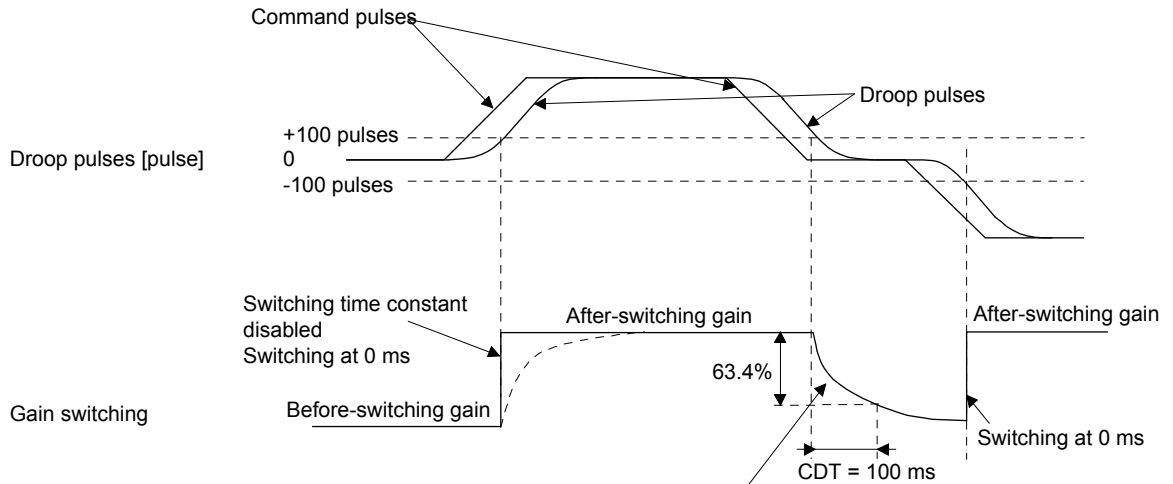 Command pulses
Droop pulses
+100 pulses
Droop pulses [pulse]
0
-100 pulses
Switching time constant
disabled
Switching at 0 ms
After-switching gain
After-switching gain
63.4%
Gain switching
Before-switching gain
Switching at 0 ms
CDT = 100 ms